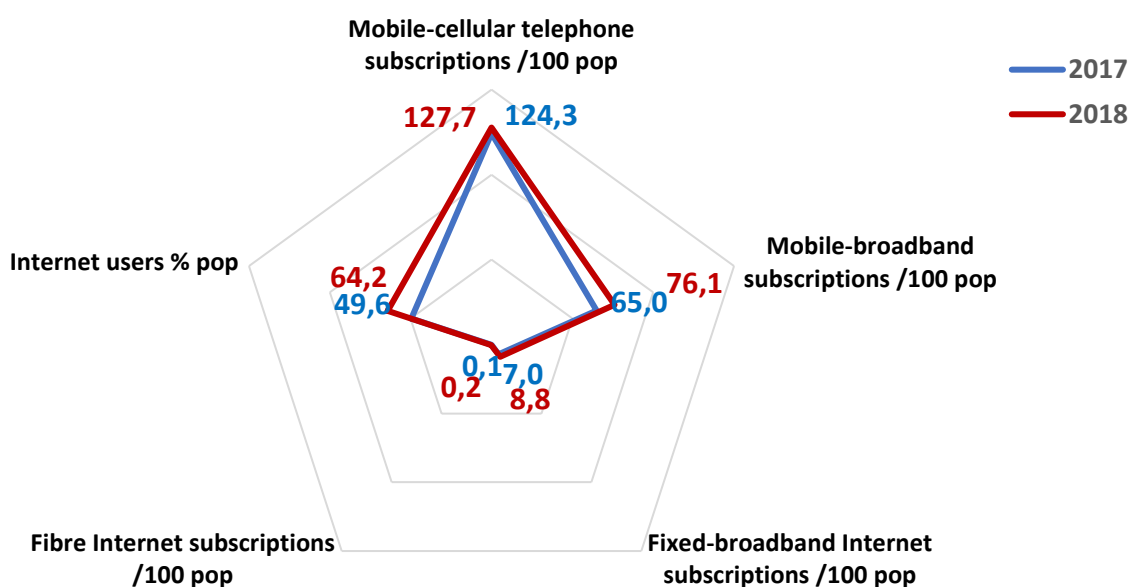 Mobile-cellular telephone
subscriptions /100 pop
2017
2018
127,7
124,3
Mobile-broadband
subscriptions /100 pop
Internet users % pop
64,2
49,6
76,1
65,0
0,1
7,0
0,2
8,8
Fibre Internet subscriptions
/100 pop
Fixed-broadband Internet
subscriptions /100 pop